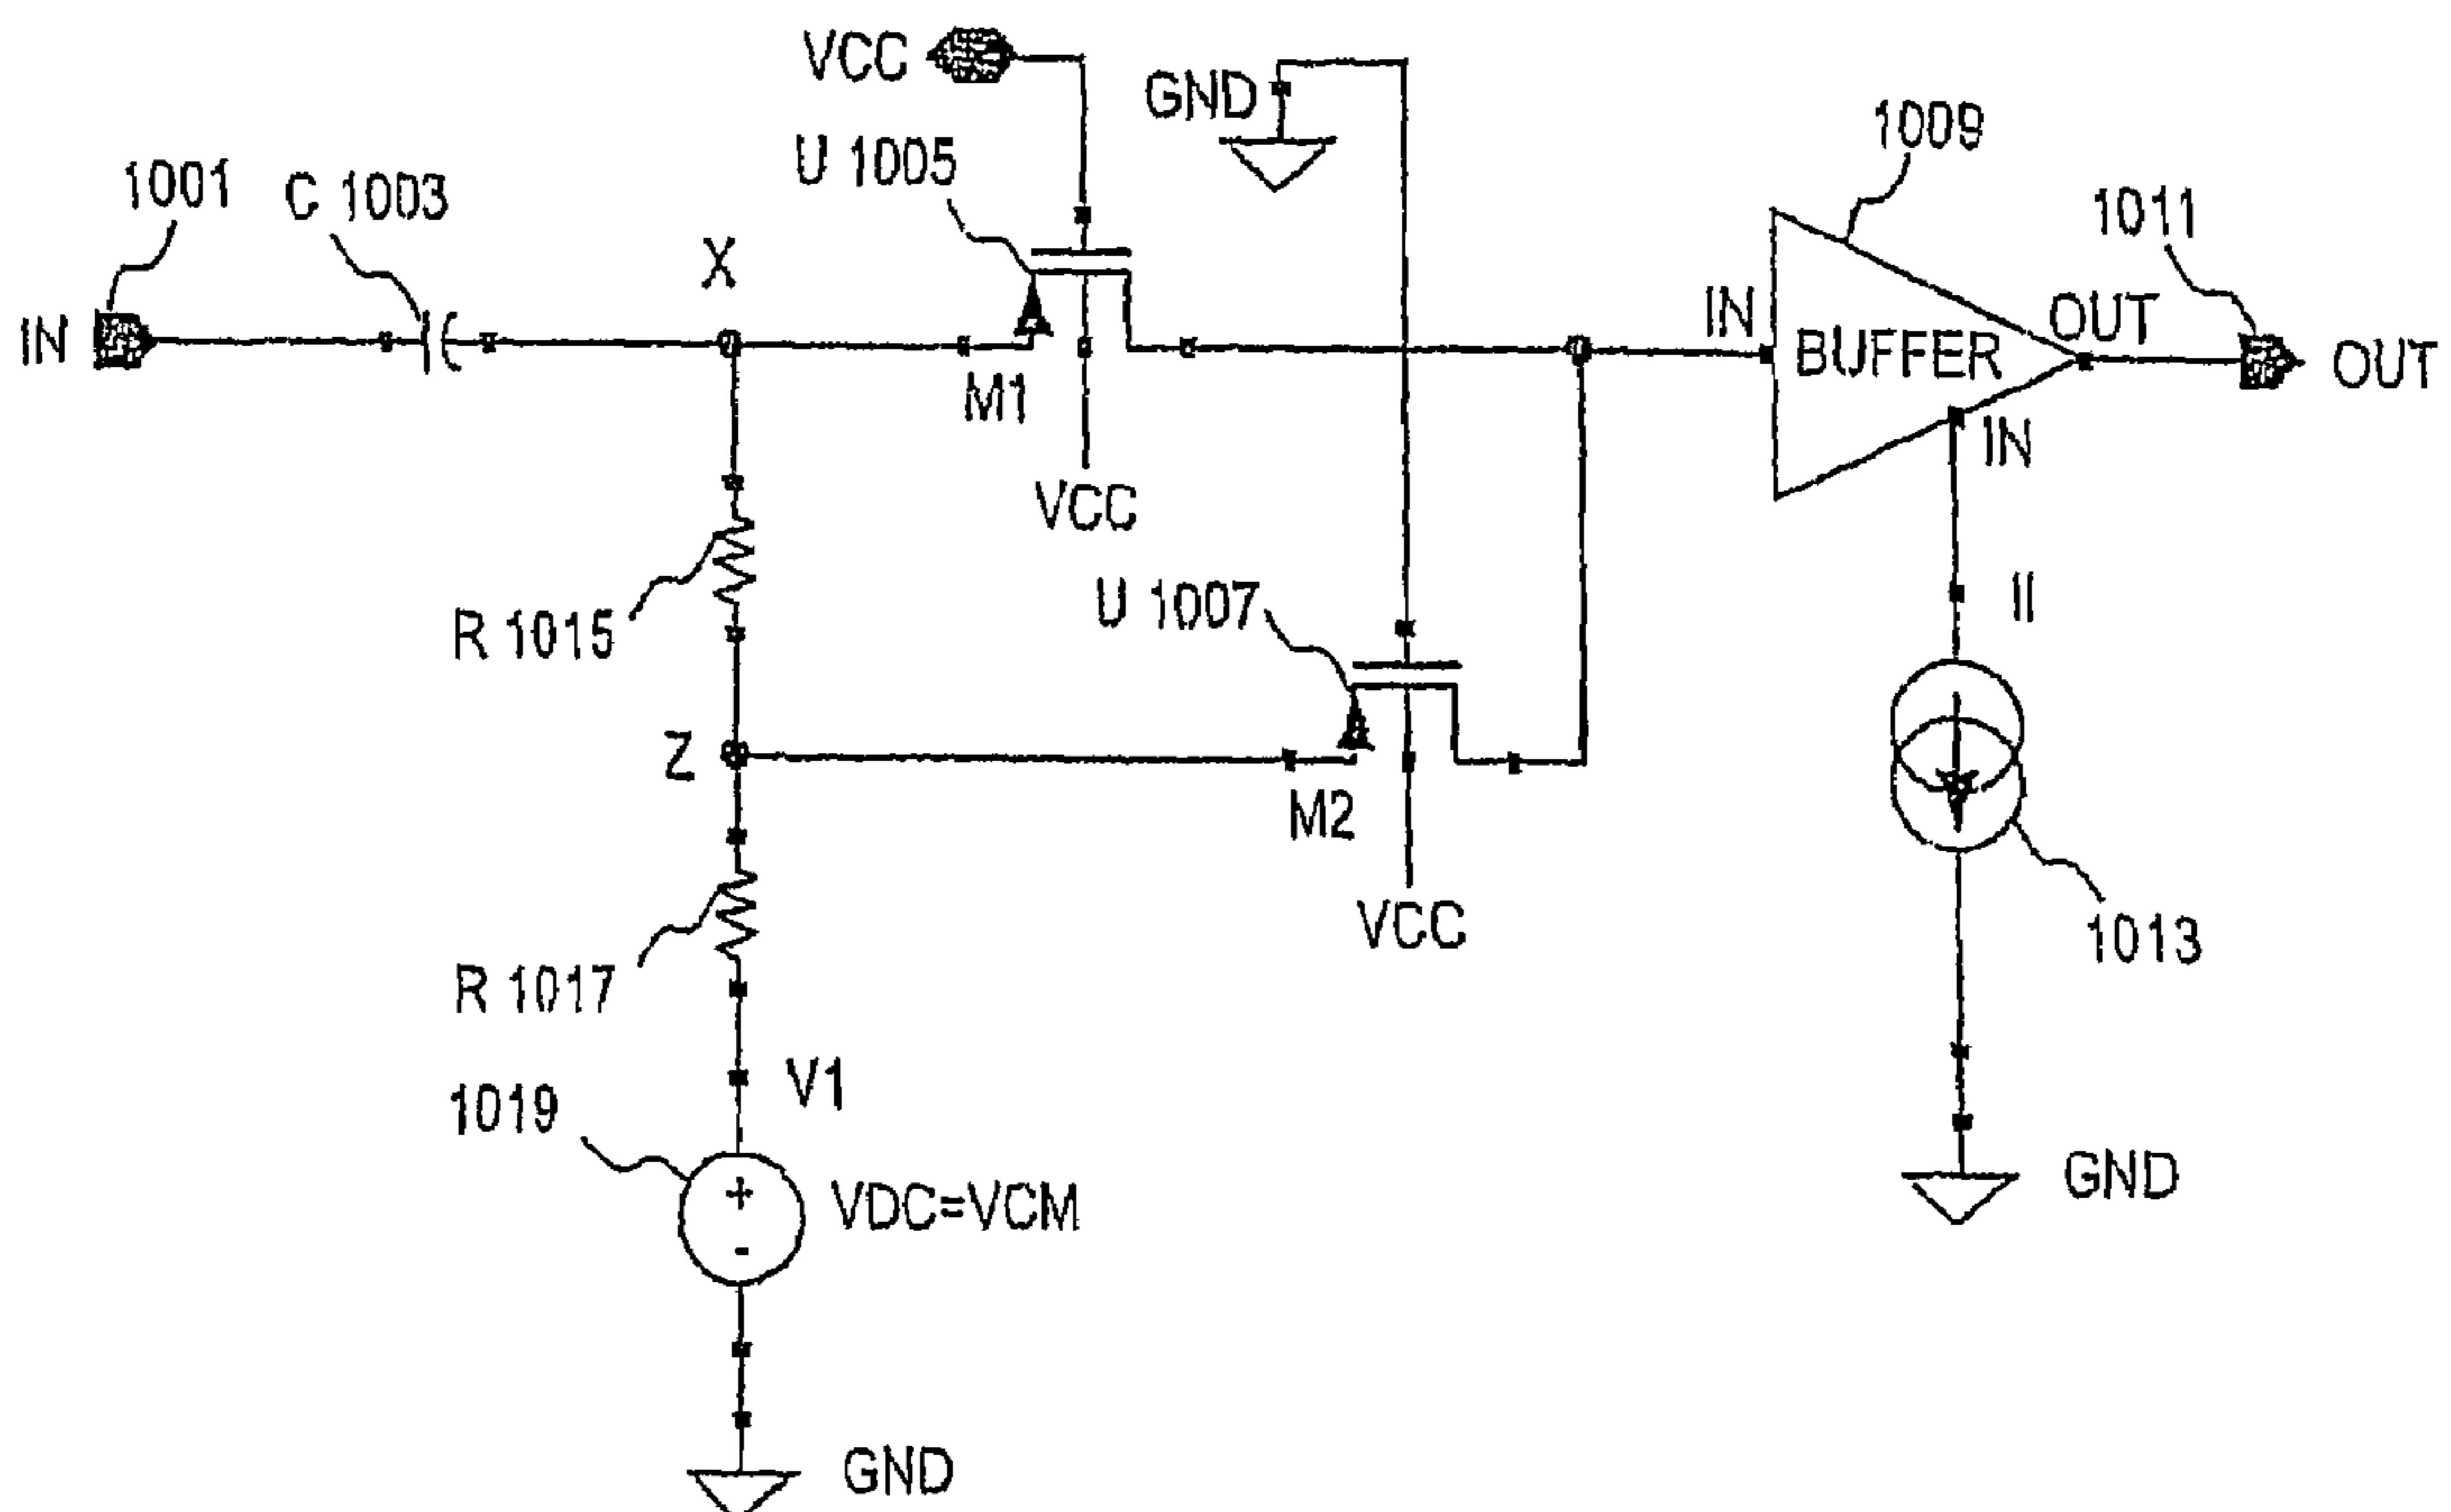 VCC
GND
1009
U 1005
1001
C 1003
1011
X
IN
OUT
IN
BUFFER
OUT
M1
IN
VCC
R 1015
U 1007
II
Z
M2
VCC
1013
R 1017
V1
1019
VDC=VCM
+
-
GND
GND